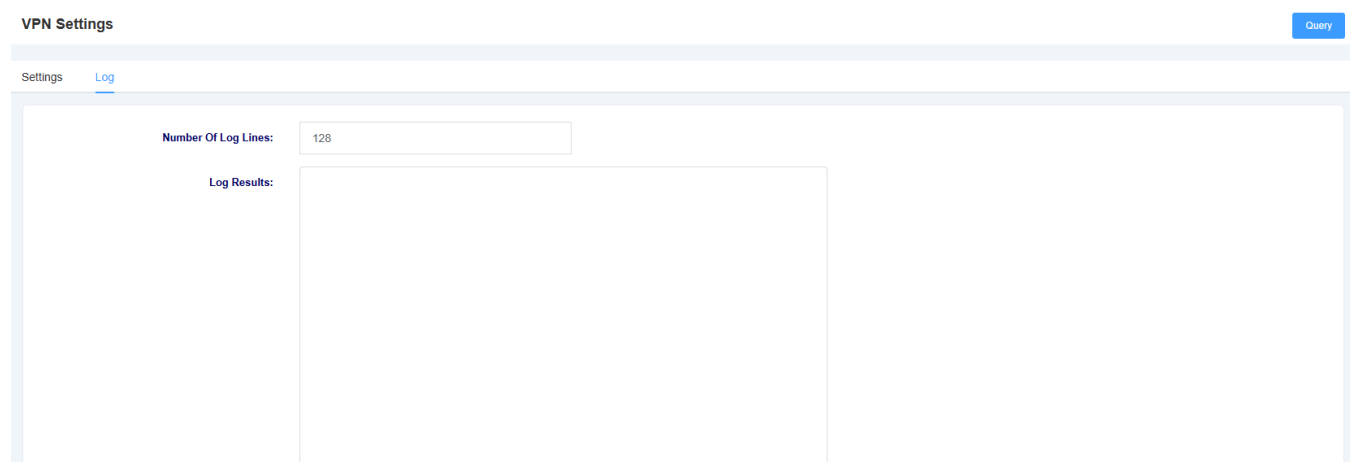 VPN Settings
Query
Settings
Log
Number Of Log Lines:
128
Log Results: